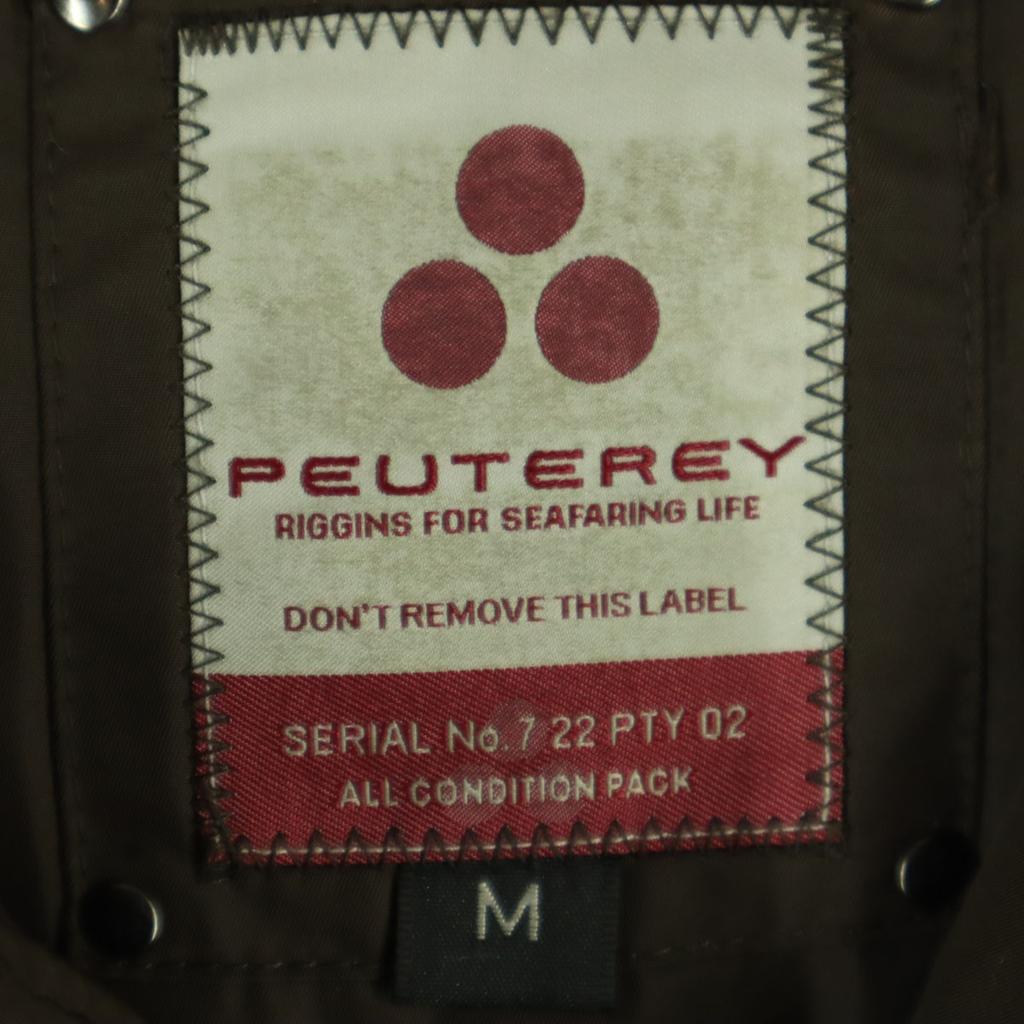 PEUTEREY
RIGGINS FOR SEAFARING LIFE
DON'T REMOVE THIS LABEL
SERIAL No.7 22 PTY 02
ALL CONDITION PACK
M